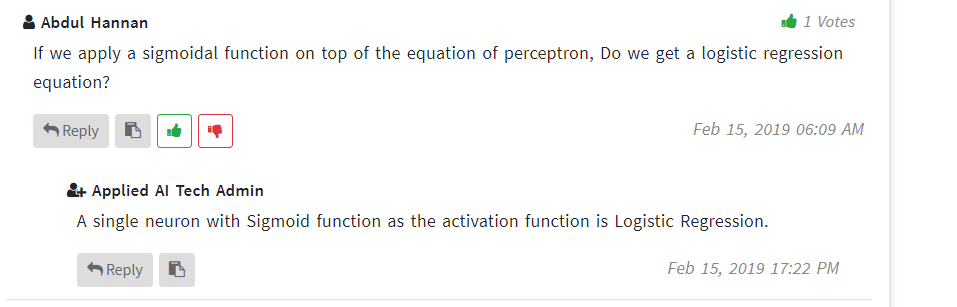 Abdul Hannan
1 Votes
If we apply a sigmoidal function on top of the equation of perceptron, Do we get a logistic regression
equation?
Reply
Feb 15, 2019 06:09 AM
Applied AI Tech Admin
A single neuron with Sigmoid function as the activation function is Logistic Regression.
Reply
Feb 15, 2019 17:22 PM